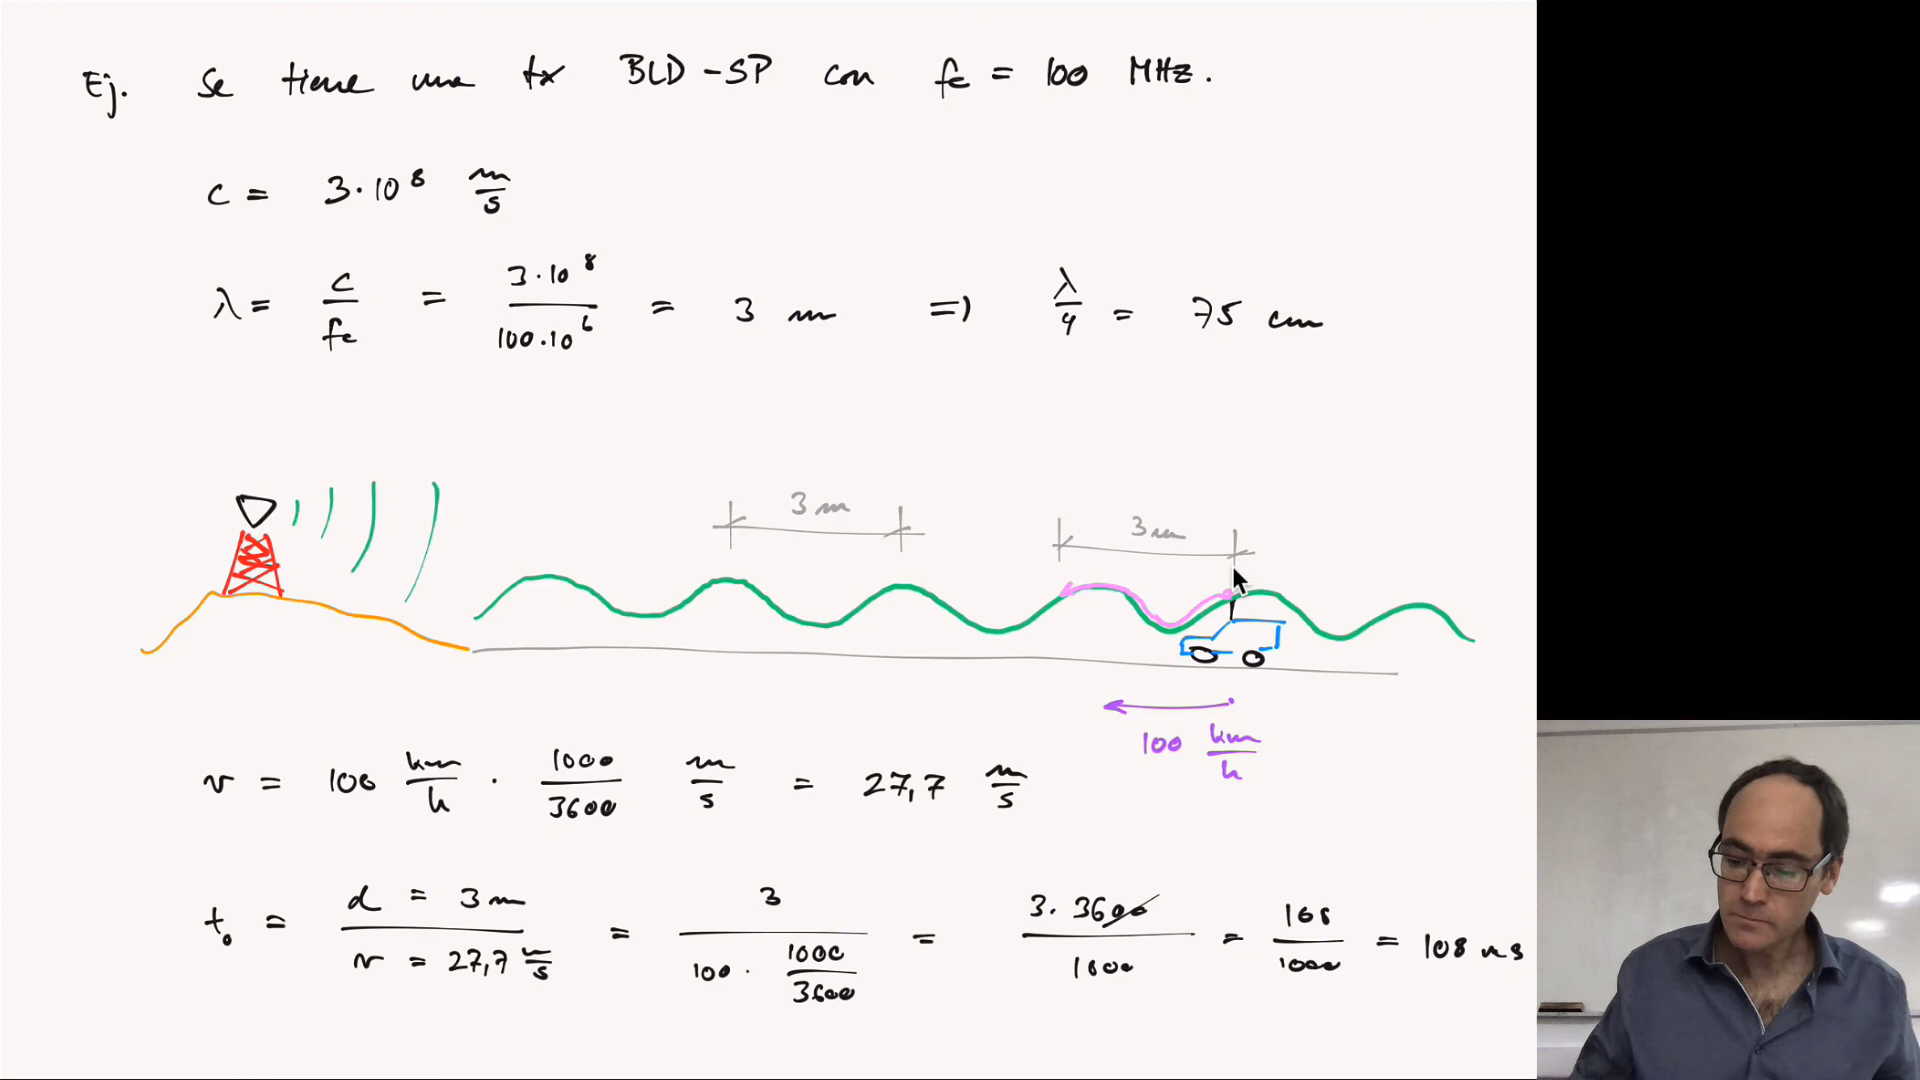 Ej. Se tiene una tx BLD-SP con fc = 100 MHz.
c = 3·10⁸ m/s
λ = c/fc = 3·10⁸/100·10⁶ = 3 m => λ/4 = 75 cm
3 m
3 m
100 km/h
v = 100 km/h · 1000/3600 m/s = 27,7 m/s
t₀ = d = 3 m / v = 27,7 m/s = 3 / 100 · 1000/3600 = 3·3600/1000 = 108/1000 = 108 ms